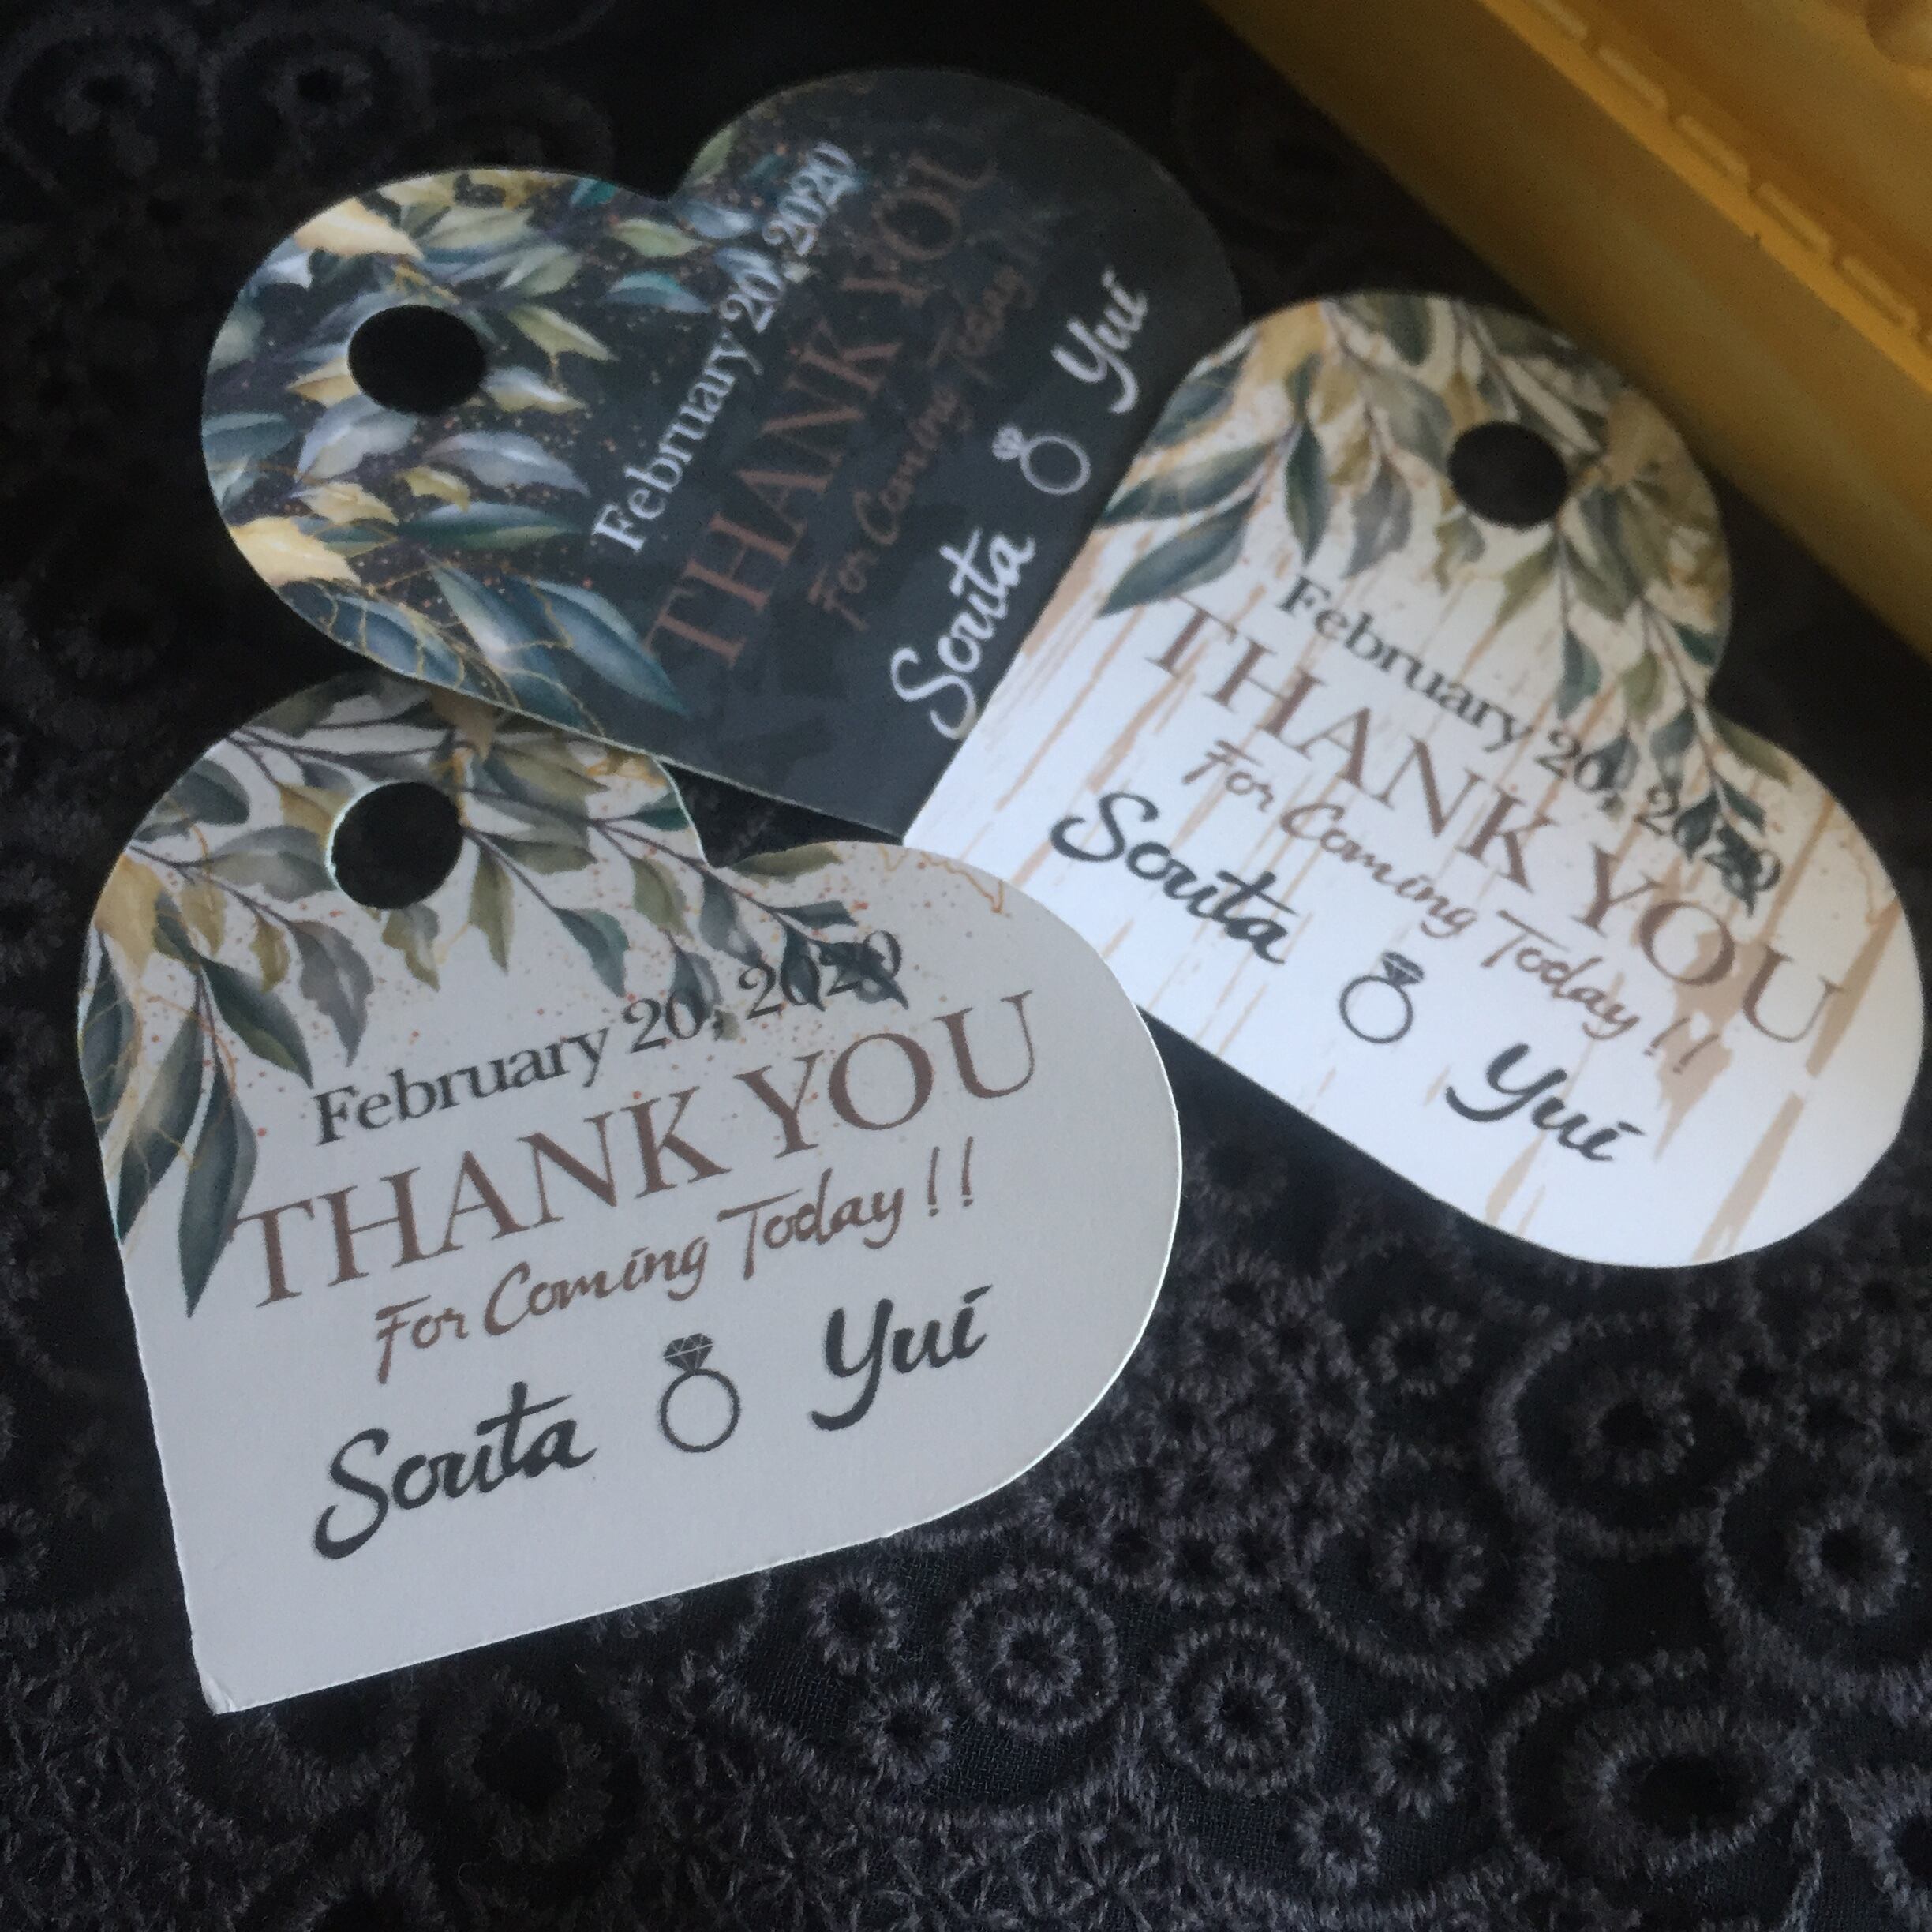 February 20, 2020
THANK YOU
For Coming Today!!
Souta Yui
February 20, 2020
THANK YOU
For Coming Today !!
Souta Yui
February 20, 2020
THANK YOU
For Coming Today !!
Souta Yui